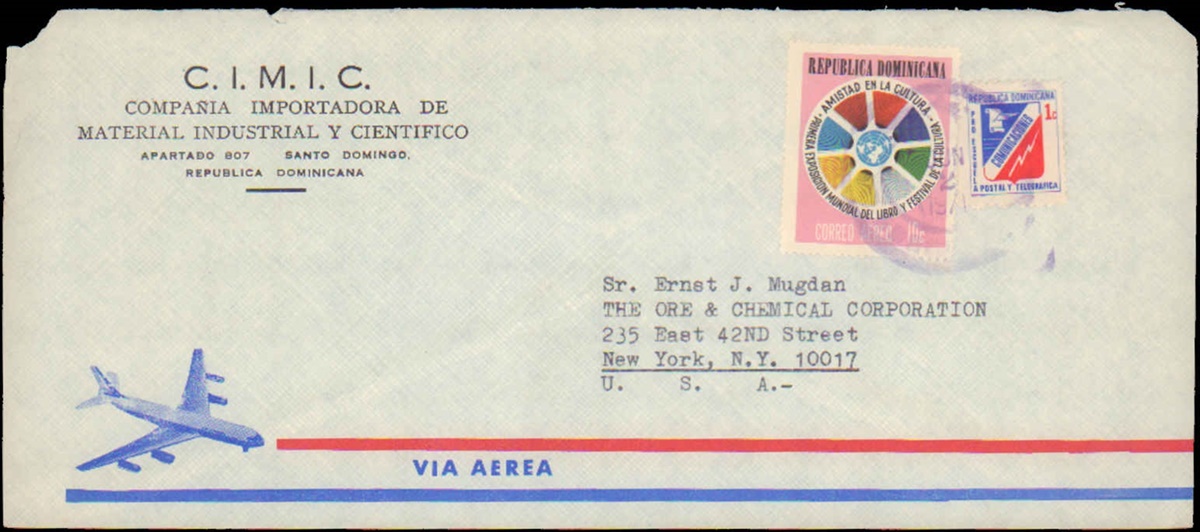 C.I.M.I.C.
COMPAÑIA IMPORTADORA DE
MATERIAL INDUSTRIAL Y CIENTIFICO
APARTADO 807 SANTO DOMINGO,
REPUBLICA DOMINICANA
REPUBLICA DOMINICANA
AMISTAD EN LA CULTURA -
PRIMERA EXPOSICION MUNDIAL DEL LIBRO Y FESTIVAL DE LA CULTURA -
CORREO AEREO 10c
REPUBLICA DOMINICANA
1c
COMUNICACIONES
PRO ESCUELA POSTAL Y TELEGRAFICA
Sr. Ernst J. Mugdan
THE ORE & CHEMICAL CORPORATION
235 East 42ND Street
New York, N.Y. 10017
U. S. A.-
VIA AEREA